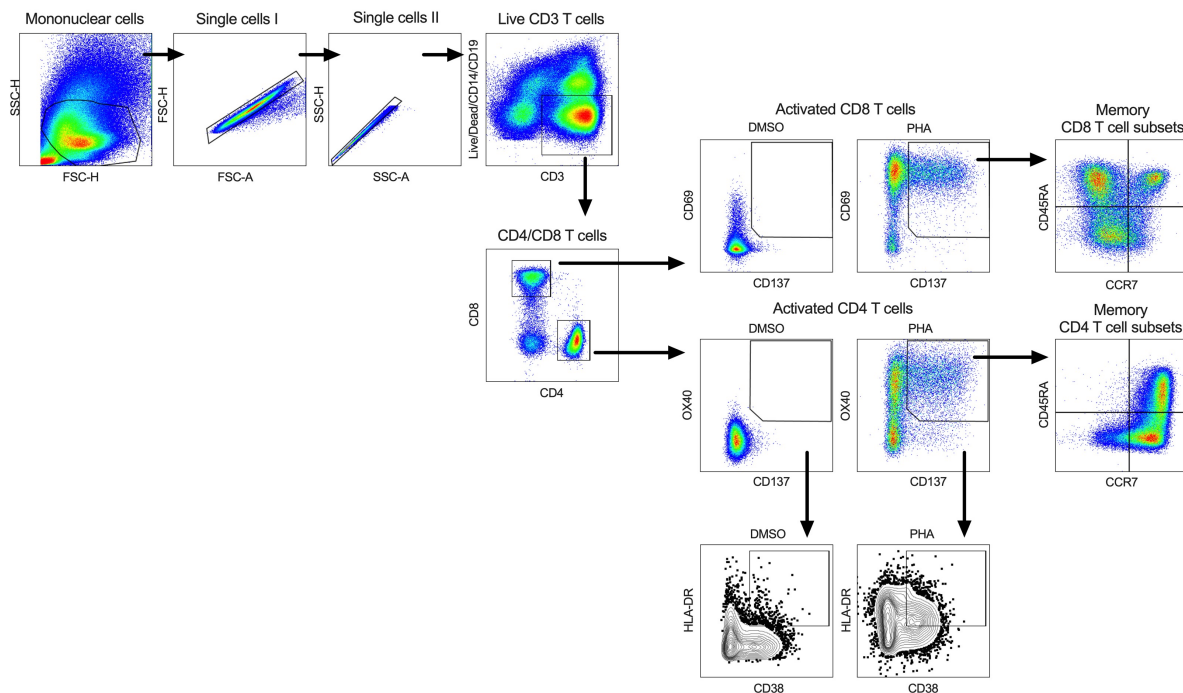 Mononuclear cells
Single cells I
Single cells II
Live CD3 T cells
SSC-H
FSC-H
FSC-H
FSC-A
SSC-H
SSC-A
Live/Dead/CD14/CD19
CD3
Activated CD8 T cells
DMSO
PHA
Memory
CD8 T cell subsets
CD69
CD137
CD69
CD137
CD45RA
CCR7
CD4/CD8 T cells
CD8
CD4
Activated CD4 T cells
DMSO
PHA
Memory
CD4 T cell subsets
OX40
CD137
OX40
CD137
CD45RA
CCR7
DMSO
PHA
HLA-DR
CD38
HLA-DR
CD38